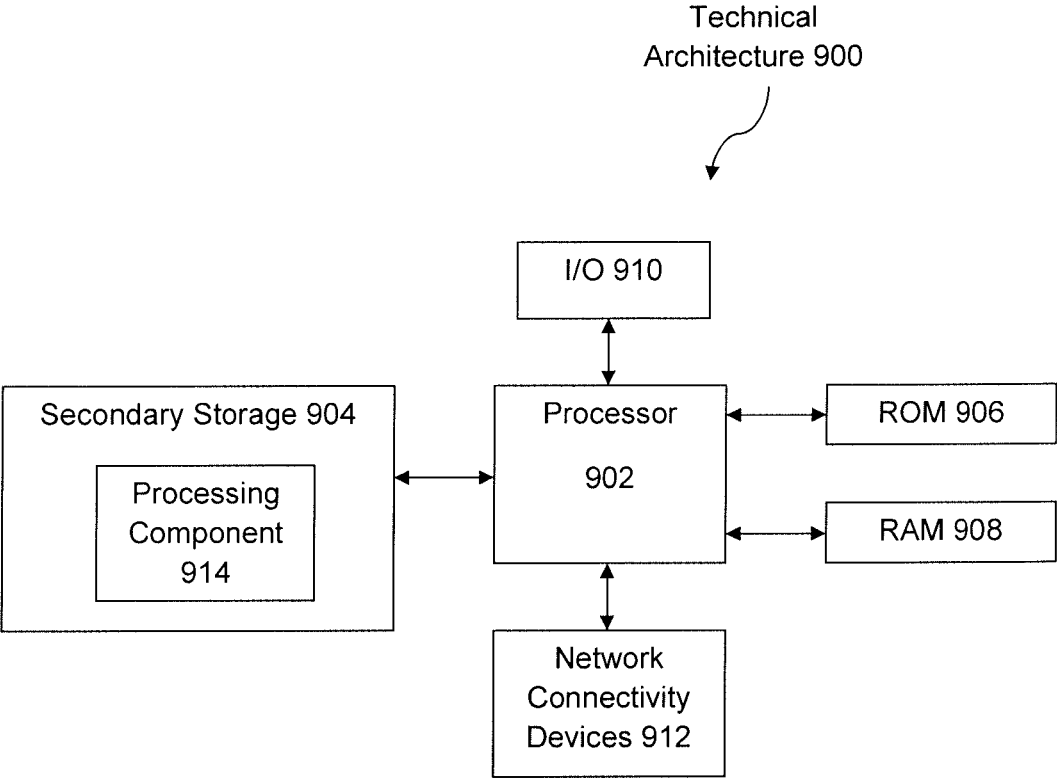 Technical
Architecture 900
I/O 910
Secondary Storage 904
Processing
Component
914
Processor
902
ROM 906
RAM 908
Network
Connectivity
Devices 912